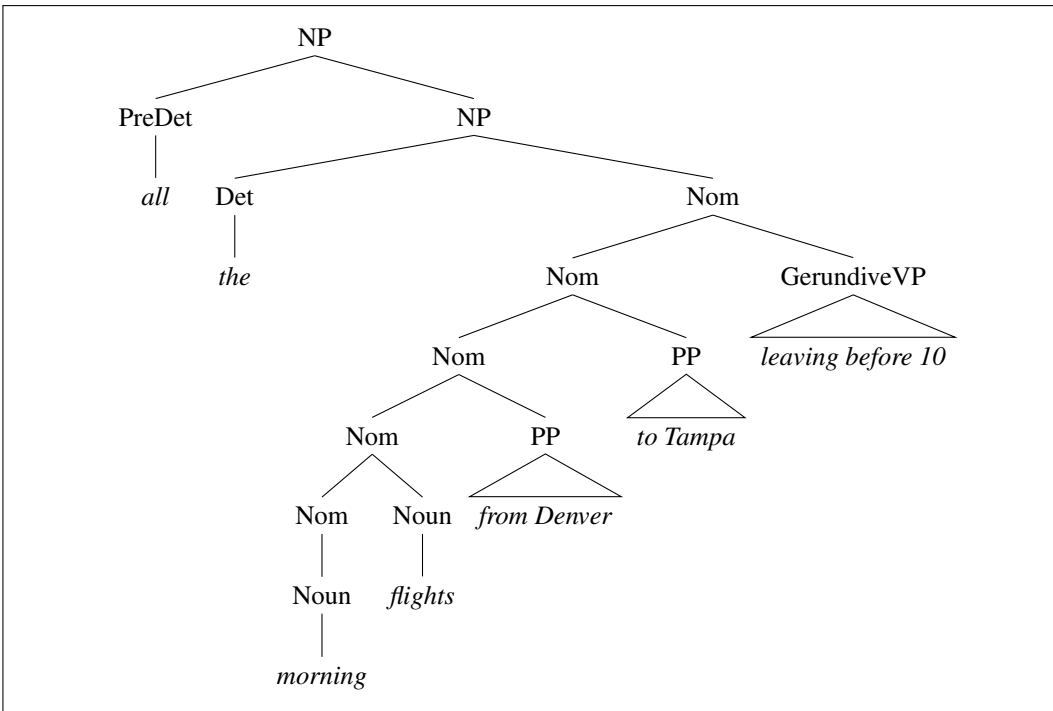 NP
PreDet NP
all Det Nom
the Nom GerundiveVP
Nom PP leaving before 10
Nom PP to Tampa
Nom Noun from Denver
Noun flights
morning